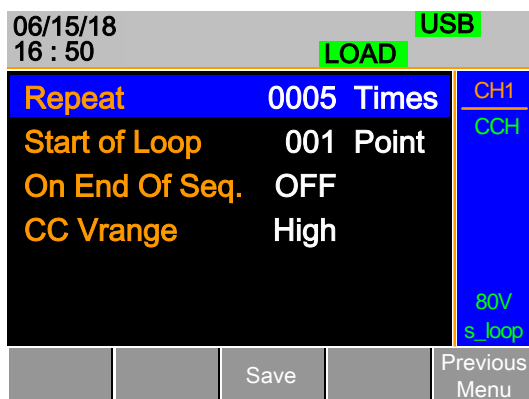 06/15/18
USB
16 : 50
LOAD
Repeat 0005 Times
Start of Loop 001 Point
On End Of Seq. OFF
CC Vrange High
CH1
CCH
80V
s_loop
Save
Previous
Menu